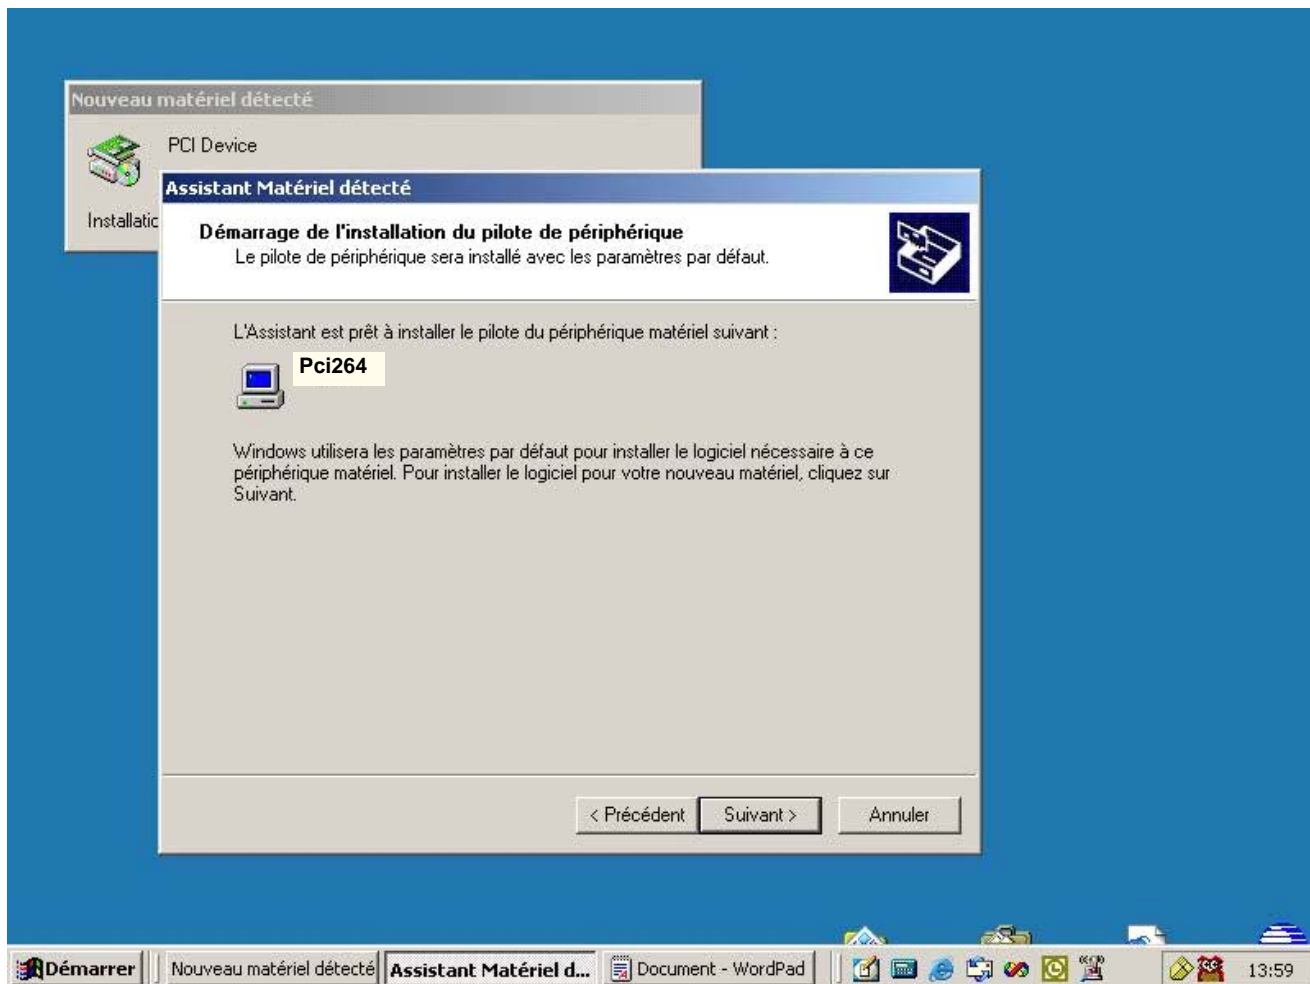 Nouveau matériel détecté
PCI Device
Installatic
Assistant Matériel détecté
Démarrage de l'installation du pilote de périphérique
Le pilote de périphérique sera installé avec les paramètres par défaut.
L'Assistant est prêt à installer le pilote du périphérique matériel suivant :
Pci264
Windows utilisera les paramètres par défaut pour installer le logiciel nécessaire à ce
périphérique matériel. Pour installer le logiciel pour votre nouveau matériel, cliquez sur
Suivant.
< Précédent Suivant > Annuler
Démarrer Nouveau matériel détecté Assistant Matériel d... Document - WordPad 13:59